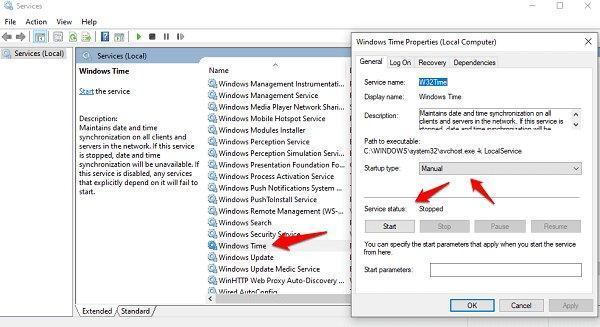 Services
File Action View Help
Services (Local)
Services (Local)
Windows Time
Start the service
Description:
Maintains date and time
synchronization on all clients and
servers in the network. If this service is
stopped, date and time
synchronization will be unavailable. If
this service is disabled, any services
that explicitly depend on it will fail to
start.
Name
Windows Management Instrumentat...
Windows Management Service
Windows Media Player Network Shari...
Windows Mobile Hotspot Service
Windows Modules Installer
Windows Perception Service
Windows Perception Simulation Service
Windows Push Notifications System ...
Windows PushToInstall Service
Windows Remote Management (WS-...
Windows Search
Windows Security Service
Windows Time
Windows Update
Windows Update Medic Service
WinHTTP Web Proxy Auto-Discovery ...
Wired AutoConfig
Extended Standard
Windows Time Properties (Local Computer)
General Log On Recovery Dependencies
Service name: W32Time
Display name: Windows Time
Description: Maintains date and time synchronization on all
clients and servers in the network. If this service is
stopped, date and time synchronization will be
Path to executable:
C:\WINDOWS\system32\svchost.exe -k LocalService
Startup type: Manual
Service status: Stopped
Start Stop Pause Resume
You can specify the start parameters that apply when you start the service
from here.
Start parameters:
OK Cancel Apply